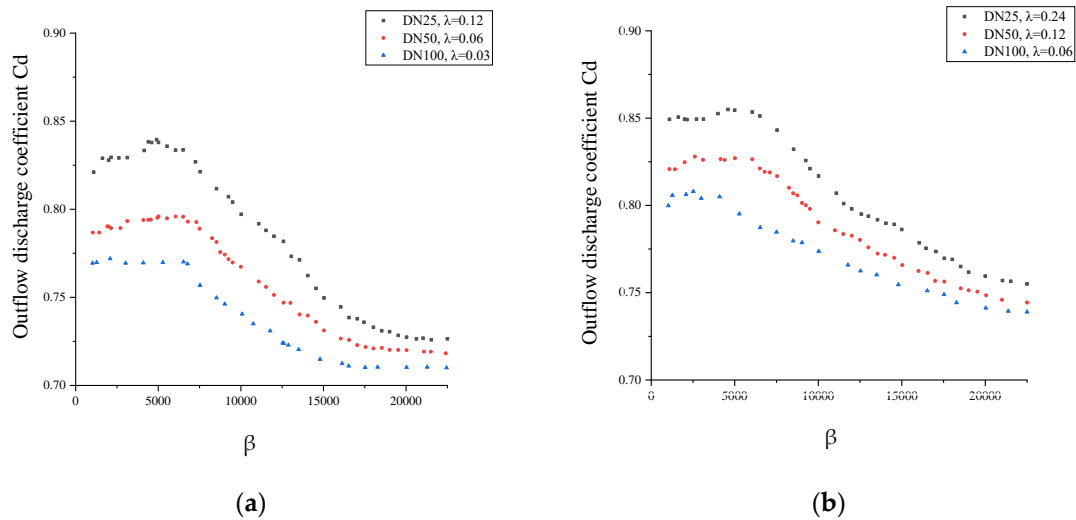 DN25, λ=0.12
DN50, λ=0.06
DN100, λ=0.03
0.90
0.85
0.80
0.75
0.70
Outflow discharge coefficient Cd
0
5000
10000
15000
20000
β
(a)
DN25, λ=0.24
DN50, λ=0.12
DN100, λ=0.06
0.90
0.85
0.80
0.75
0.70
Outflow discharge coefficient Cd
0
5000
10000
15000
20000
β
(b)